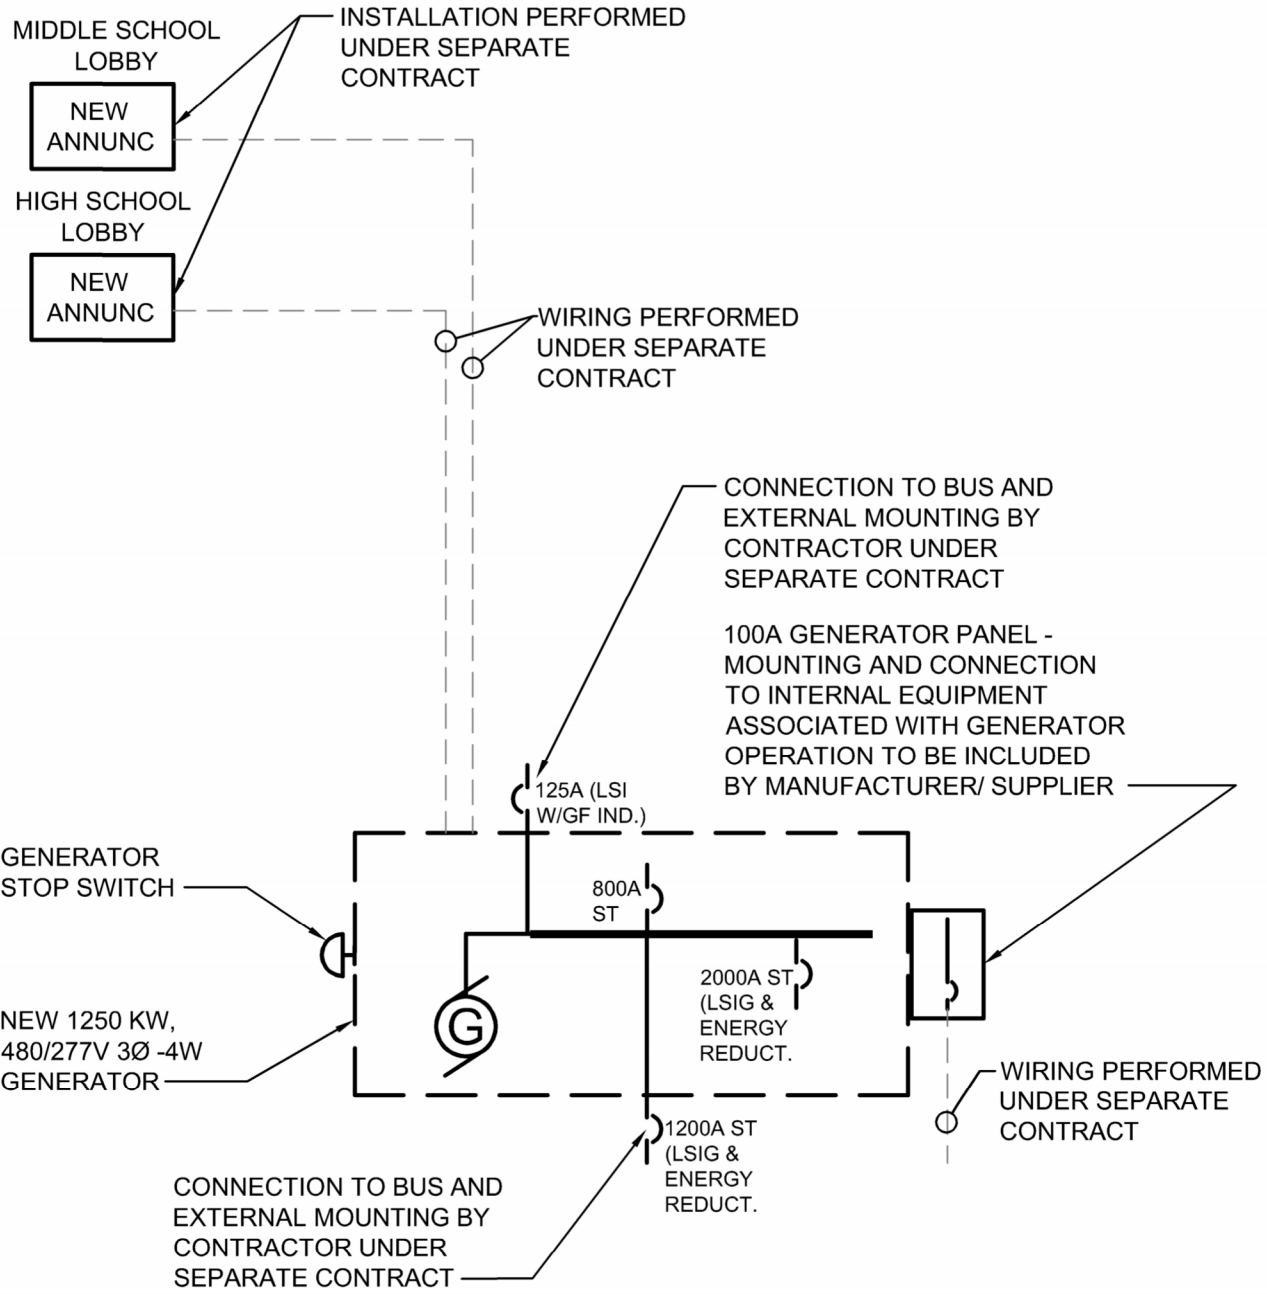 MIDDLE SCHOOL
LOBBY
NEW
ANNUNC
INSTALLATION PERFORMED
UNDER SEPARATE
CONTRACT
HIGH SCHOOL
LOBBY
NEW
ANNUNC
WIRING PERFORMED
UNDER SEPARATE
CONTRACT
CONNECTION TO BUS AND
EXTERNAL MOUNTING BY
CONTRACTOR UNDER
SEPARATE CONTRACT
100A GENERATOR PANEL -
MOUNTING AND CONNECTION
TO INTERNAL EQUIPMENT
ASSOCIATED WITH GENERATOR
OPERATION TO BE INCLUDED
BY MANUFACTURER/ SUPPLIER
125A (LSI
W/GF IND.)
GENERATOR
STOP SWITCH
800A
ST
2000A ST
(LSIG &
ENERGY
REDUCT.
G
NEW 1250 KW,
480/277V 3Ø -4W
GENERATOR
WIRING PERFORMED
UNDER SEPARATE
CONTRACT
1200A ST
(LSIG &
ENERGY
REDUCT.
CONNECTION TO BUS AND
EXTERNAL MOUNTING BY
CONTRACTOR UNDER
SEPARATE CONTRACT